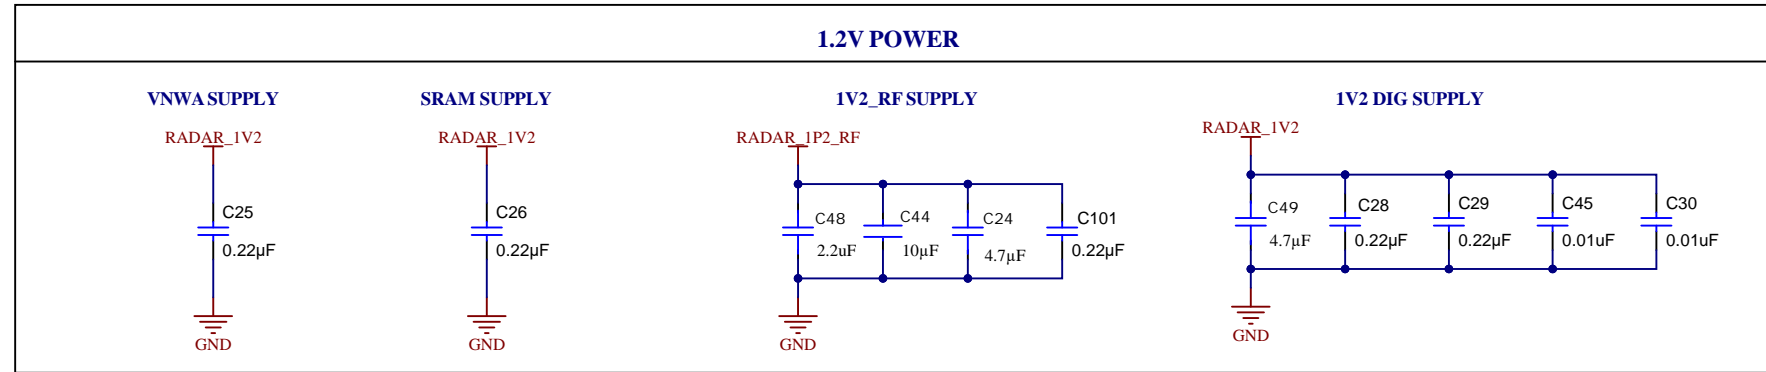 1.2V POWER
VNWA SUPPLY
RADAR_1V2
C25
0.22µF
GND
SRAM SUPPLY
RADAR_1V2
C26
0.22µF
GND
1V2_RF SUPPLY
RADAR_1P2_RF
C48
2.2uF
C44
10µF
C24
4.7µF
C101
0.22µF
GND
1V2 DIG SUPPLY
RADAR_1V2
C49
4.7µF
C28
0.22µF
C29
0.22µF
C45
0.01uF
C30
0.01uF
GND